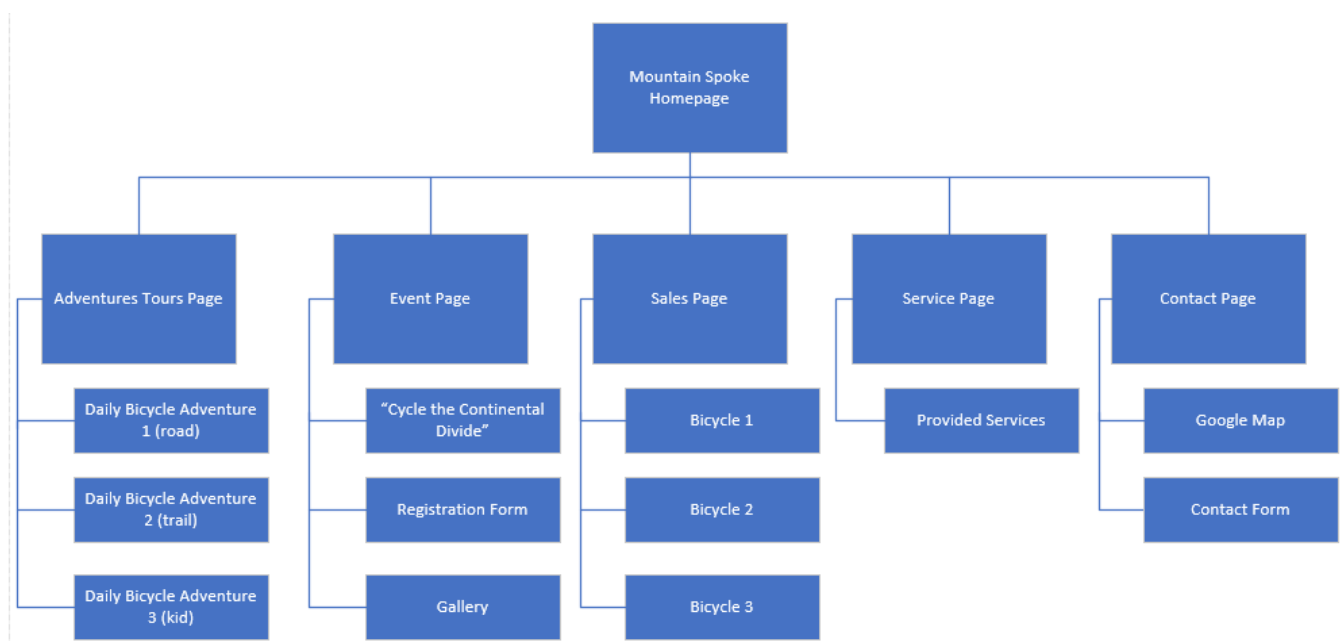 Mountain Spoke
Homepage
Adventures Tours Page
Event Page
Sales Page
Service Page
Contact Page
Daily Bicycle Adventure
1 (road)
“Cycle the Continental
Divide”
Bicycle 1
Provided Services
Google Map
Daily Bicycle Adventure
2 (trail)
Registration Form
Bicycle 2
Contact Form
Daily Bicycle Adventure
3 (kid)
Gallery
Bicycle 3